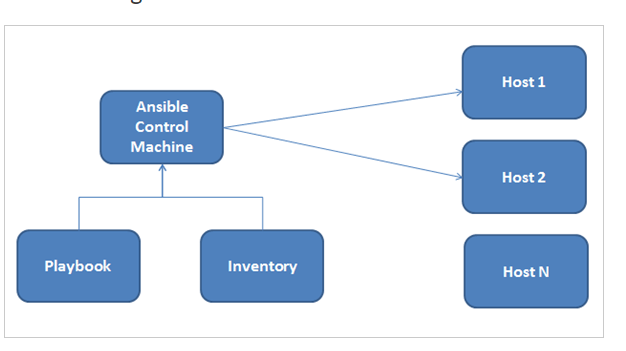 Ansible
Control
Machine
Host 1
Host 2
Playbook
Inventory
Host N